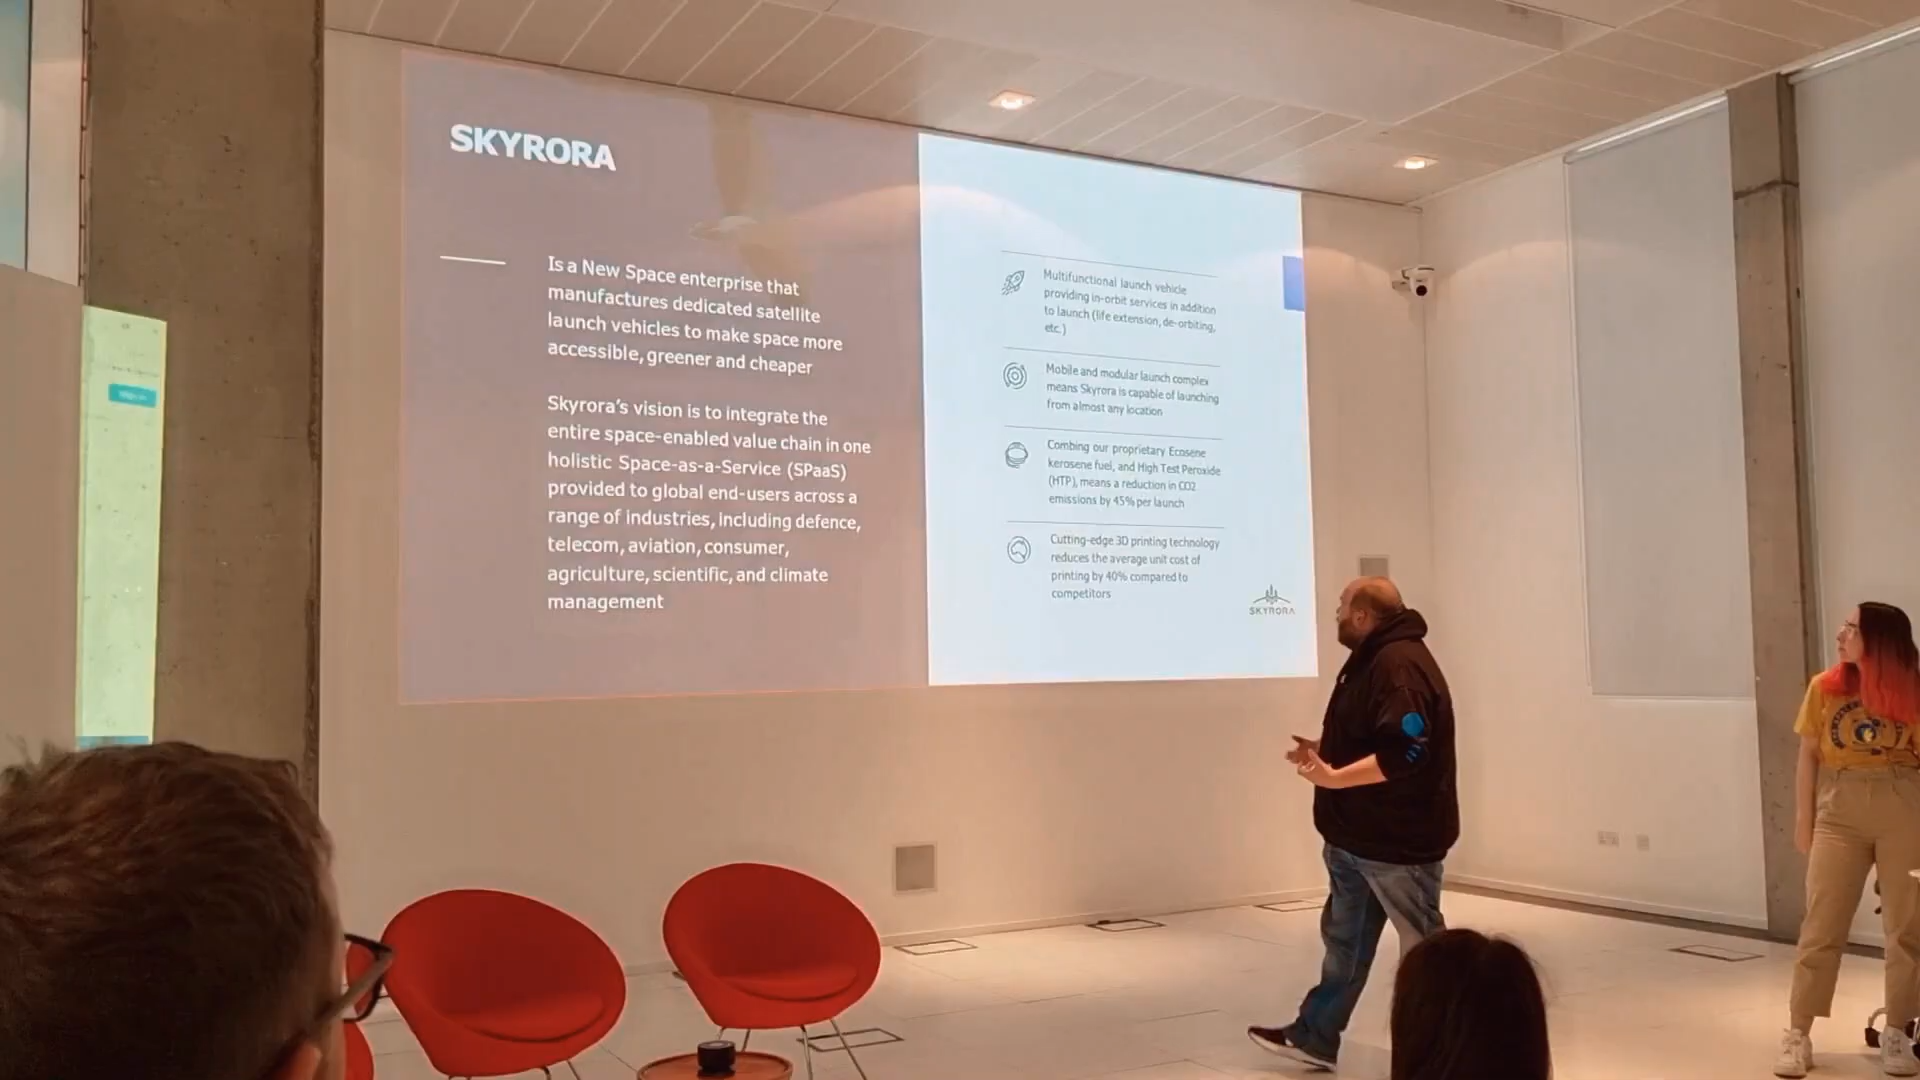 SKYRORA
Is a New Space enterprise that
manufactures dedicated satellite
launch vehicles to make space more
accessible, greener and cheaper
Skyrora's vision is to integrate the
entire space-enabled value chain in one
holistic Space-as-a-Service (SPaaS)
provided to global end-users across a
range of industries, including defence,
telecom, aviation, consumer,
agriculture, scientific, and climate
management
Multifunctional launch vehicle
providing in-orbit services in addition
to launch (life extension, de-orbiting,
etc.)
Mobile and modular launch complex
means Skyrora is capable of launching
from almost any location
Combing our proprietary Ecosene
kerosene fuel, and High Test Peroxide
(HTP), means a reduction in CO2
emissions by 45% per launch
Cutting-edge 3D printing technology
reduces the average unit cost of
printing by 40% compared to
competitors
SKYRORA